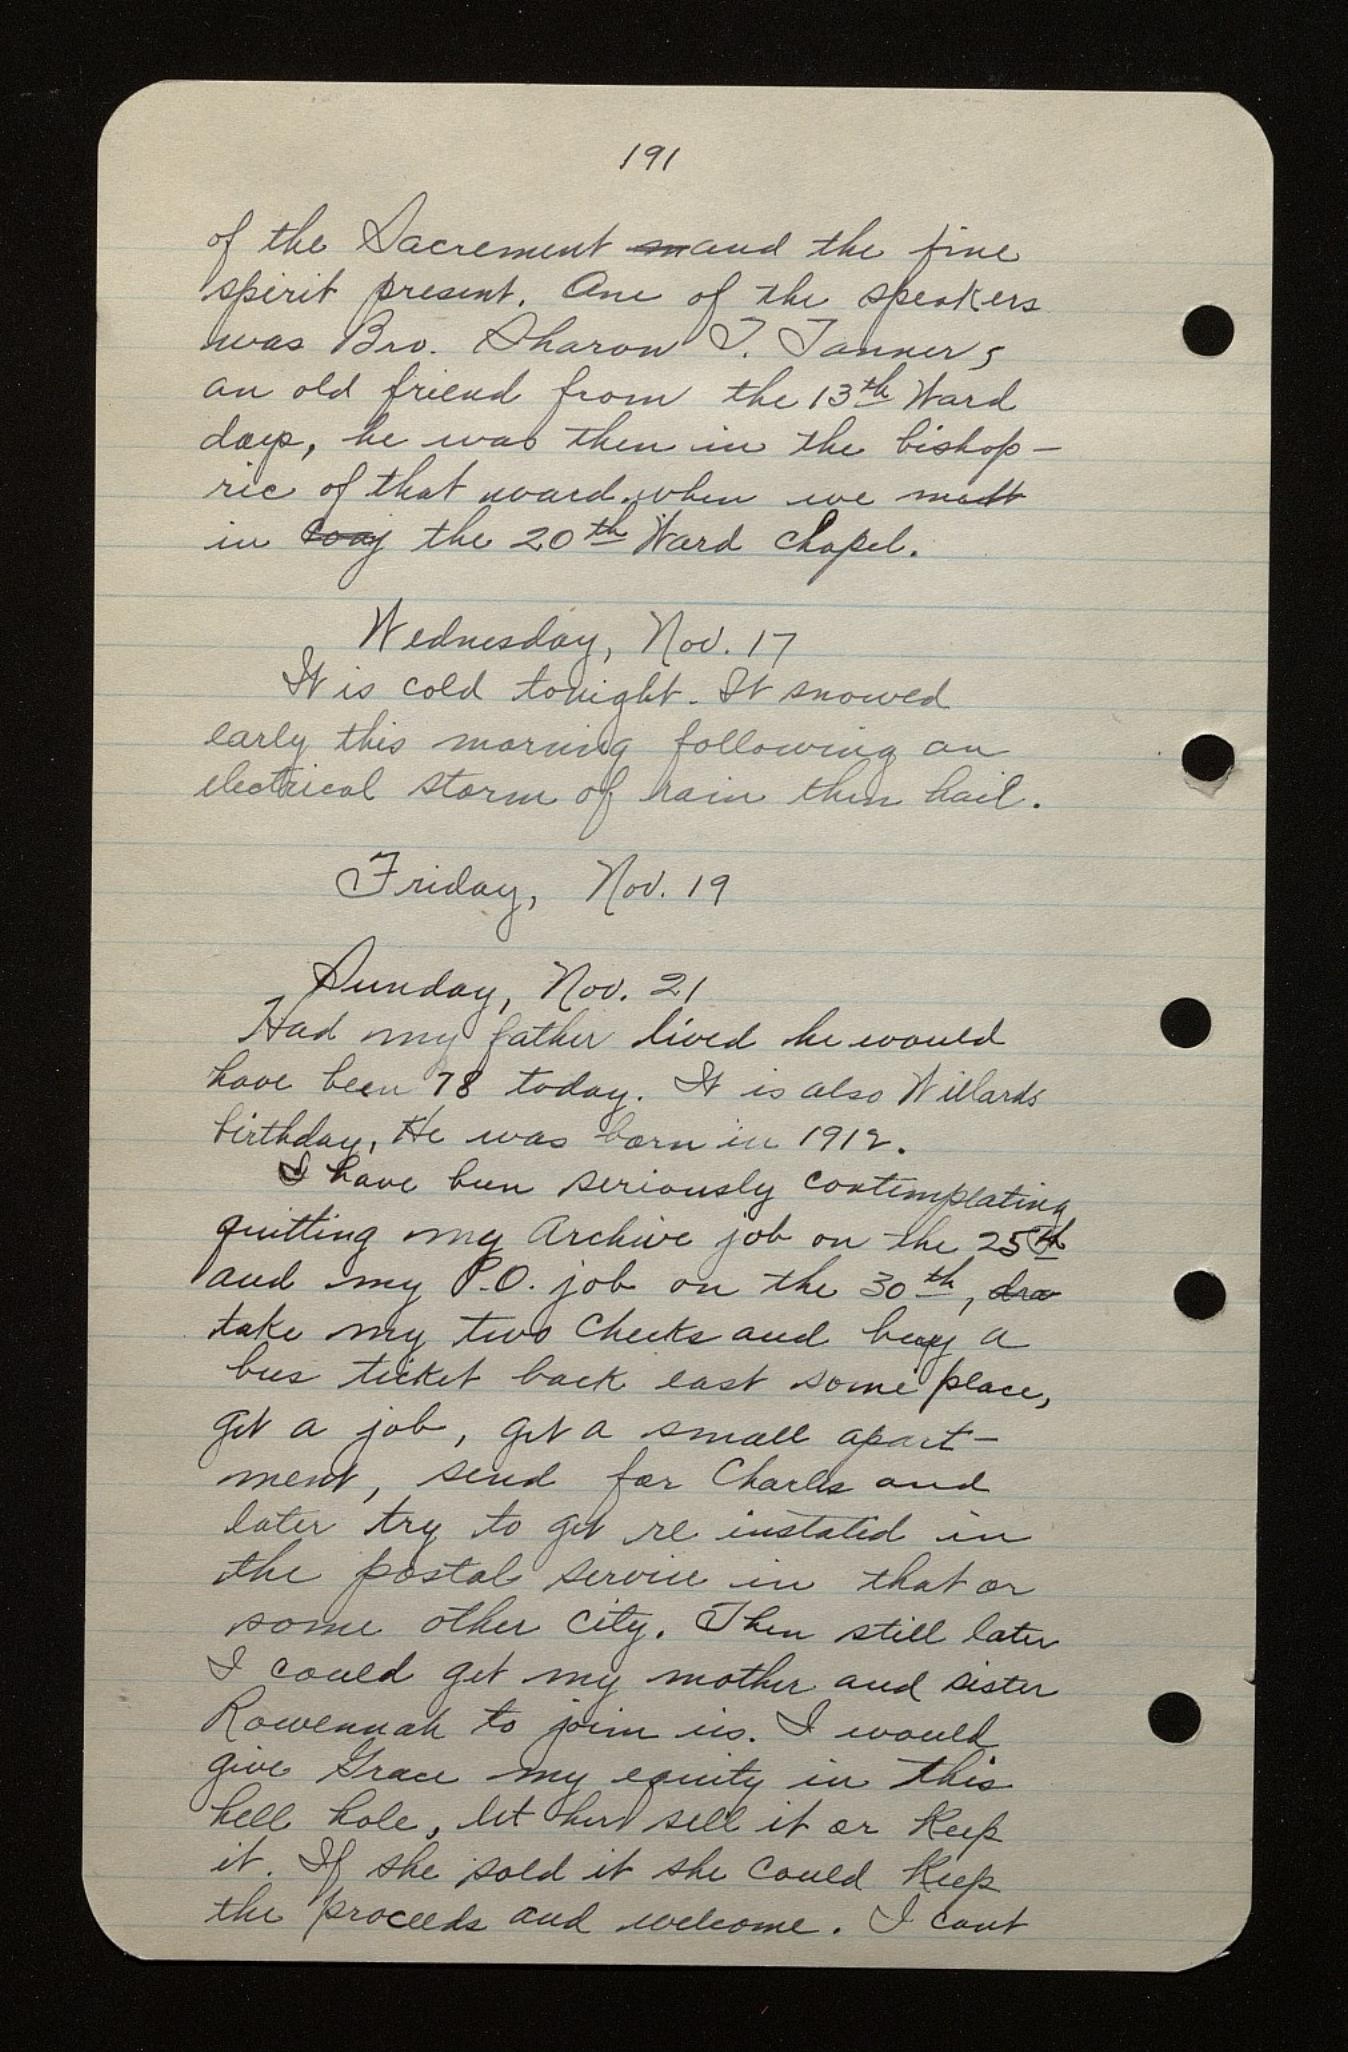 191
of the Sacrement and the fine
spirit present. One of the speakers
was Bro. Sharon T. Tanner,
an old friend from the 13th Ward
days, he was then in the bishop-
ric of that ward when we met
in the 20th Ward Chapel.
Wednesday, Nov. 17
It is cold tonight. It snowed
early this morning following an
electrical storm of rain then hail.
Friday, Nov. 19
Sunday, Nov. 21
Had my father lived he would
have been 78 today. It is also Willards
birthday, He was born in 1912.
I have been seriously contemplating
quitting my Archive job on the 25th
and my P.O. job on the 30th, dra
take my two checks and buy a
bus ticket back east some place,
get a job, get a small apart-
ment, send for Charles and
later try to get re instated in
the postal service in that or
some other city. Then still later
I could get my mother and sister
Rowennah to join us. I would
give Grace my equity in this
hell hole, let her sell it or keep
it. If she sold it she could keep
the proceeds and welcome. I cant